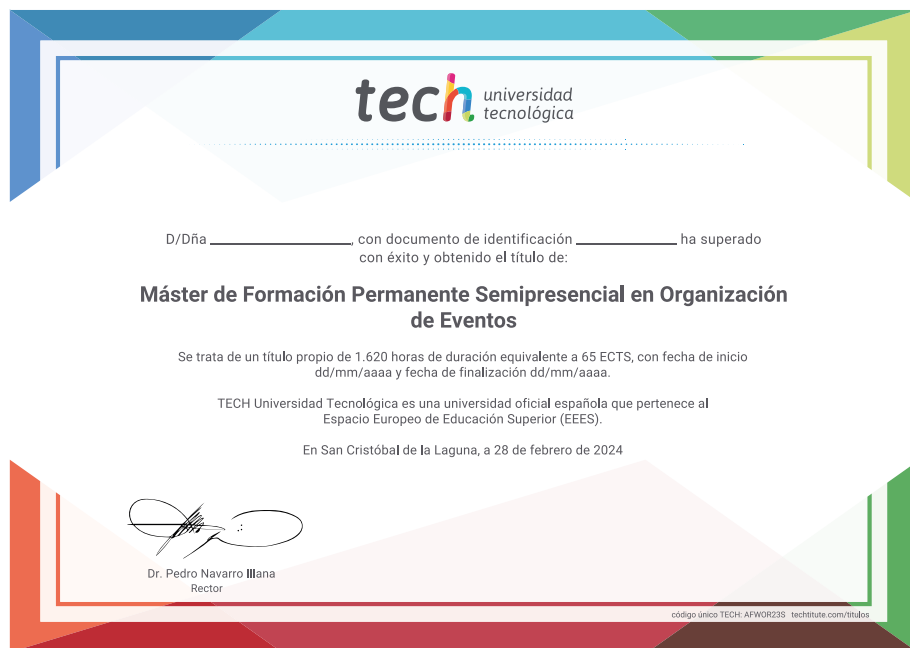 tech universidad
tecnológica
D/Dña ________________, con documento de identificación ____________ ha superado
con éxito y obtenido el título de:
Máster de Formación Permanente Semipresencial en Organización
de Eventos
Se trata de un título propio de 1.620 horas de duración equivalente a 65 ECTS, con fecha de inicio
dd/mm/aaaa y fecha de finalización dd/mm/aaaa.
TECH Universidad Tecnológica es una universidad oficial española que pertenece al
Espacio Europeo de Educación Superior (EEES).
En San Cristóbal de la Laguna, a 28 de febrero de 2024
Dr. Pedro Navarro Illana
Rector
código único TECH: AFWOR23S techtitute.com/titulos